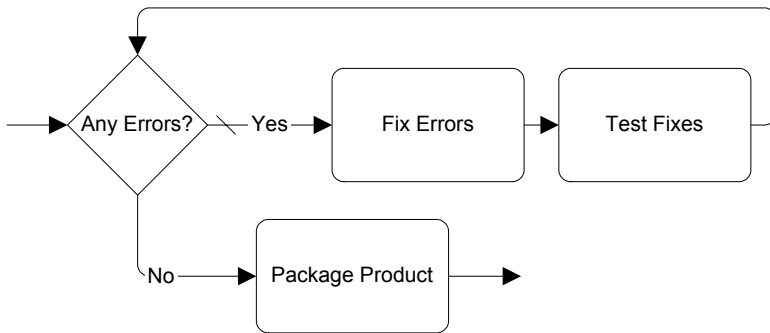 Any Errors?
Yes
Fix Errors
Test Fixes
No
Package Product